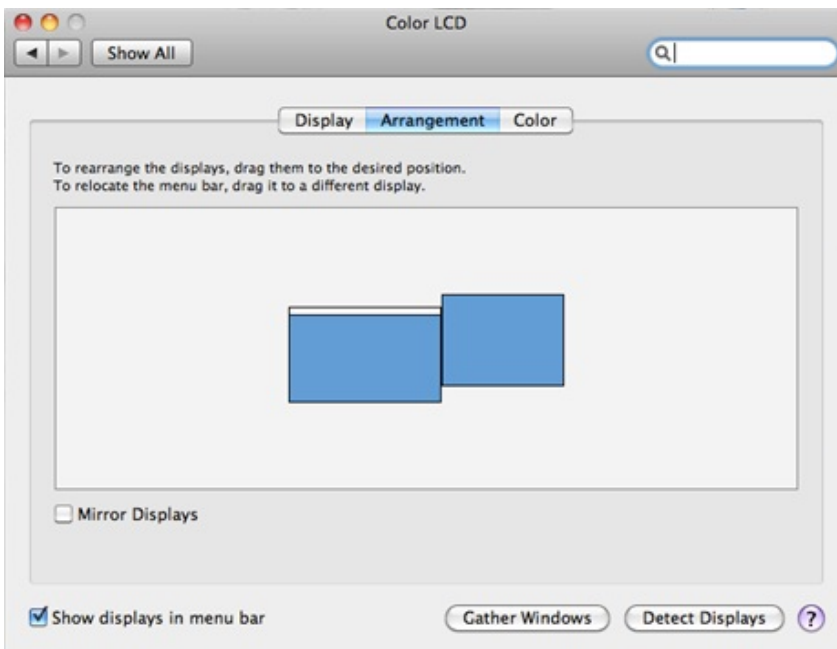 Color LCD
Show All
Display Arrangement Color
To rearrange the displays, drag them to the desired position.
To relocate the menu bar, drag it to a different display.
Mirror Displays
Show displays in menu bar Gather Windows Detect Displays ?